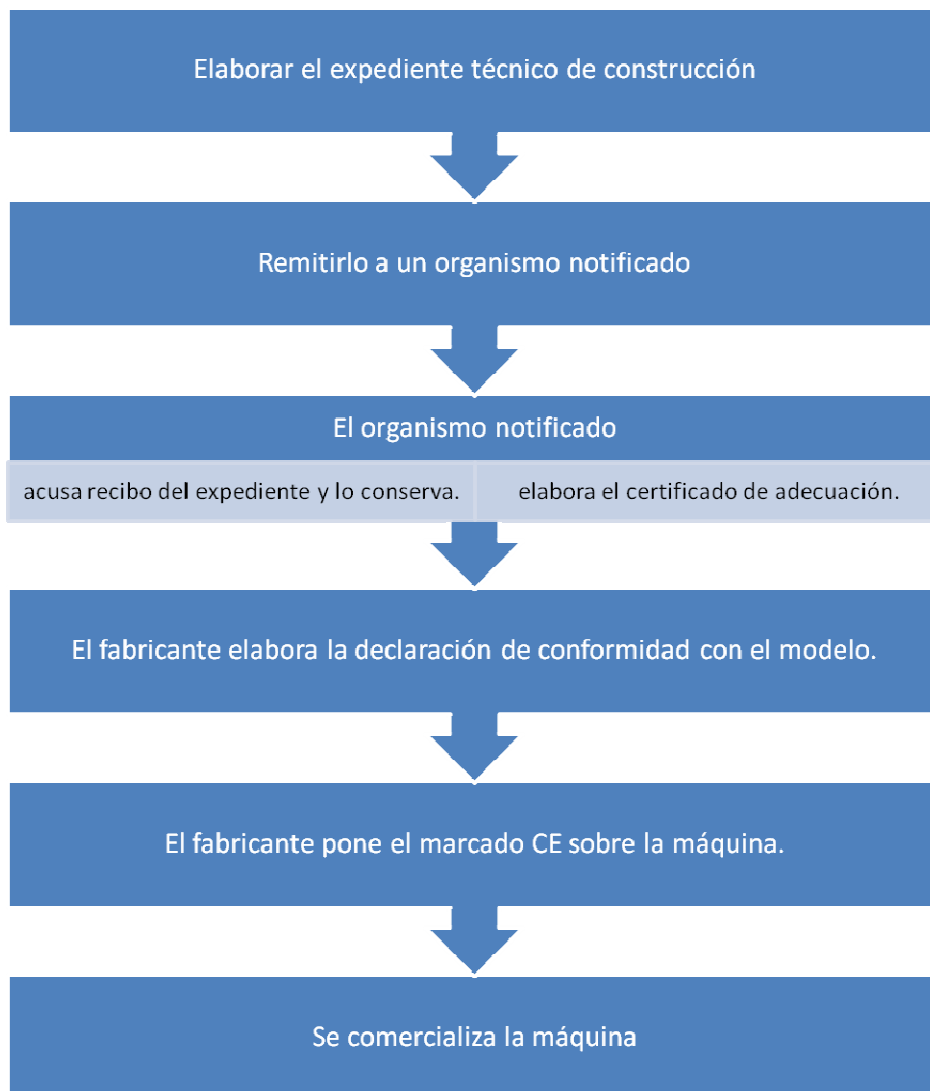 Elaborar el expediente técnico de construcción
Remitirlo a un organismo notificado
El organismo notificado
acusa recibo del expediente y lo conserva.
elabora el certificado de adecuación.
El fabricante elabora la declaración de conformidad con el modelo.
El fabricante pone el marcado CE sobre la máquina.
Se comercializa la máquina